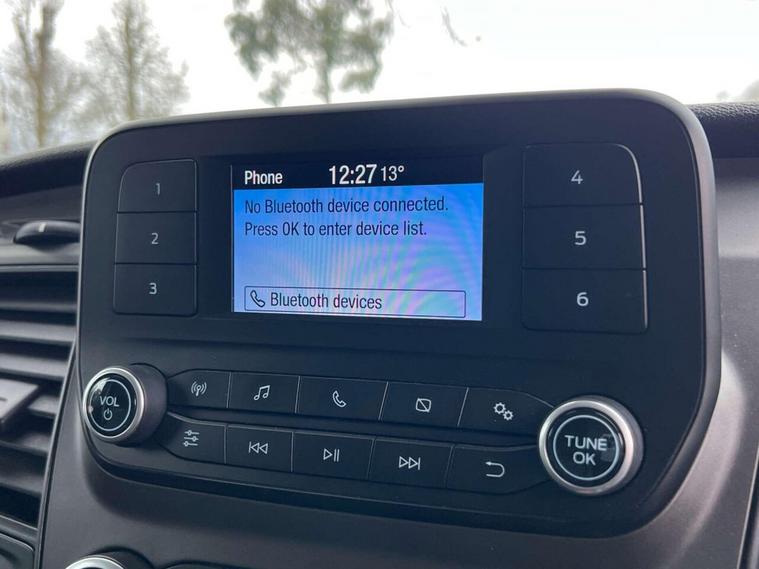 Phone 12:27 13°
No Bluetooth device connected.
Press OK to enter device list.
Bluetooth devices
1
2
3
4
5
6
VOL
TUNE
OK